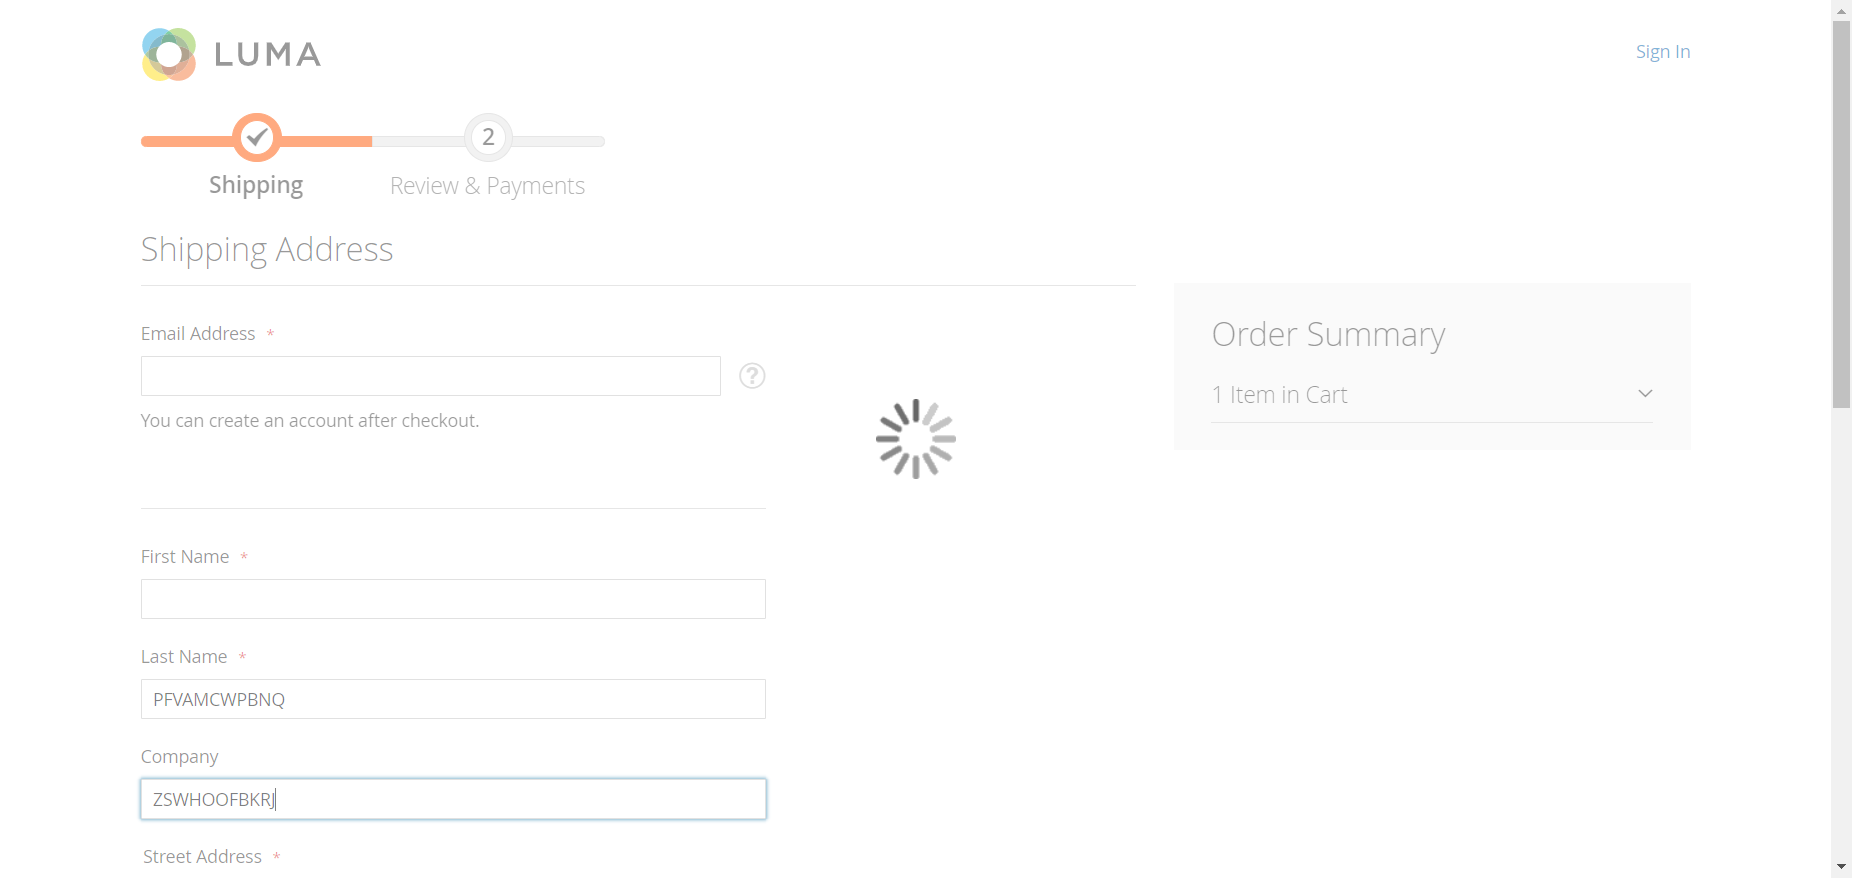 LUMA
Sign In
2
Shipping
Review & Payments
Shipping Address
Email Address *
?
You can create an account after checkout.
Order Summary
1 Item in Cart
First Name *
Last Name *
PFVAMCWPBNQ
Company
ZSWHOOFBKRJ
Street Address *